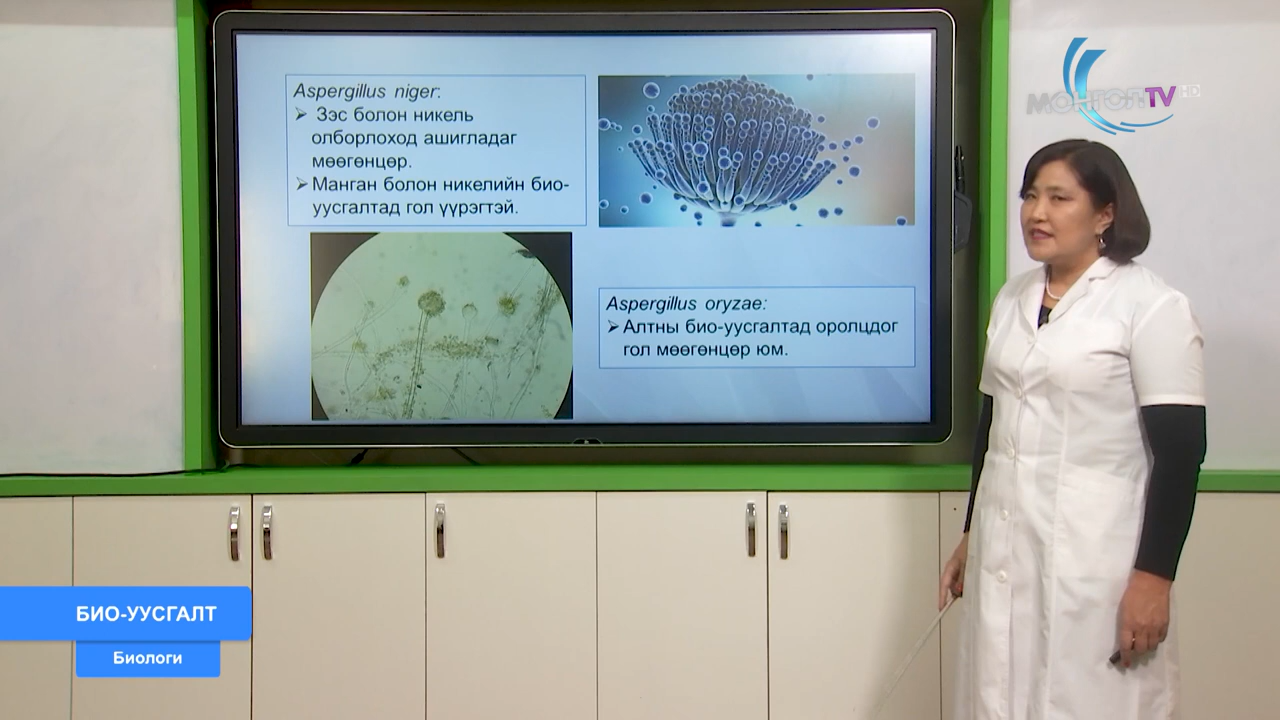 Aspergillus niger:
➢ Зэс болон никель
олборлоход ашигладаг
мөөгөнцөр.
➢ Манган болон никелийн био-
уусгалтад гол үүрэгтэй.
Aspergillus oryzae:
➢ Алтны био-уусгалтад оролцдог
гол мөөгөнцөр юм.
МОНГОЛ TV HD
БИО-УУСГАЛТ
Биологи